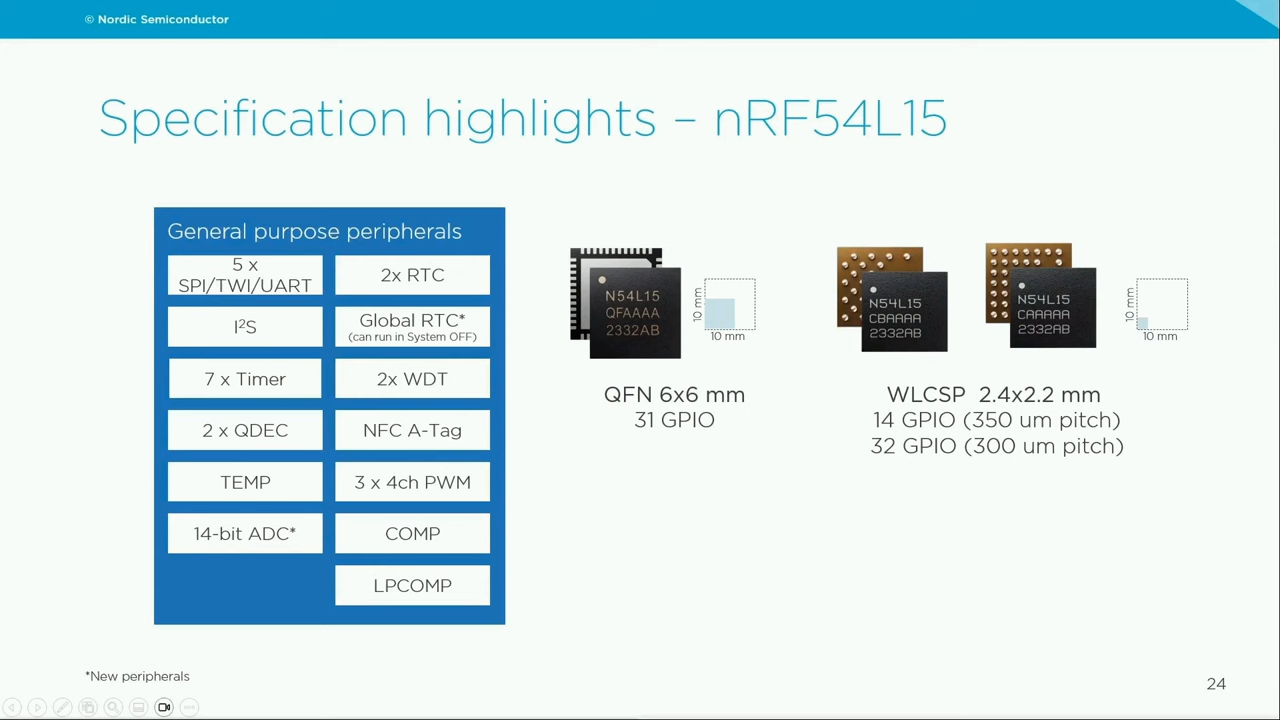 © Nordic Semiconductor
Specification highlights – nRF54L15
General purpose peripherals
5 x
SPI/TWI/UART
2x RTC
I²S
Global RTC*
(can run in System OFF)
7 x Timer
2x WDT
2 x QDEC
NFC A-Tag
TEMP
3 x 4ch PWM
14-bit ADC*
COMP
LPCOMP
N54L15
QFAAAA
2332AB
10 mm
10 mm
QFN 6x6 mm
31 GPIO
N54L15
CBAAAA
2332AB
N54L15
CAAAAA
2332AB
10 mm
10 mm
WLCSP 2.4x2.2 mm
14 GPIO (350 um pitch)
32 GPIO (300 um pitch)
*New peripherals
24